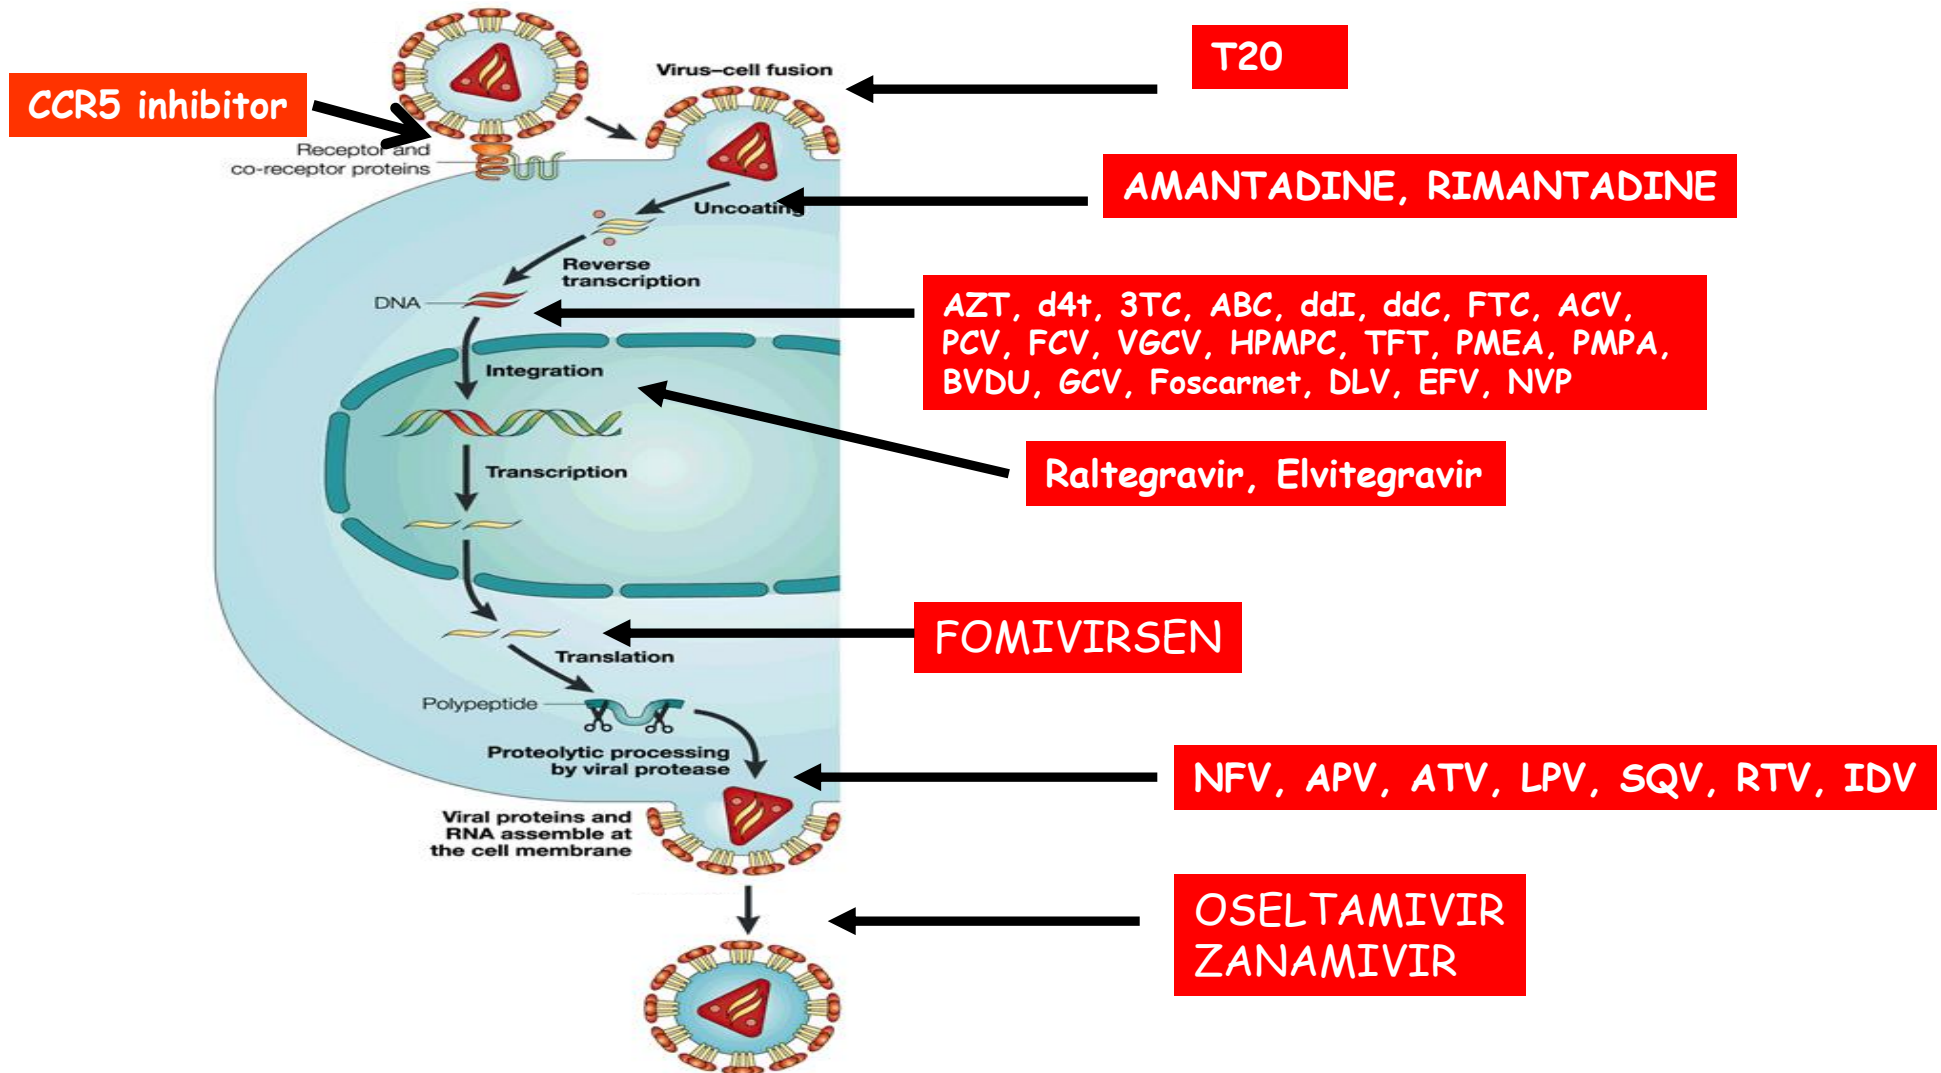 T20
Virus–cell fusion
CCR5 inhibitor
Receptor and
co-receptor proteins
AMANTADINE, RIMANTADINE
Uncoating
Reverse
transcription
DNA
AZT, d4t, 3TC, ABC, ddI, ddC, FTC, ACV,
PCV, FCV, VGCV, HPMPC, TFT, PMEA, PMPA,
BVDU, GCV, Foscarnet, DLV, EFV, NVP
Integration
Transcription
Raltegravir, Elvitegravir
FOMIVIRSEN
Translation
Polypeptide
Proteolytic processing
by viral protease
NFV, APV, ATV, LPV, SQV, RTV, IDV
Viral proteins and
RNA assemble at
the cell membrane
OSELTAMIVIR
ZANAMIVIR